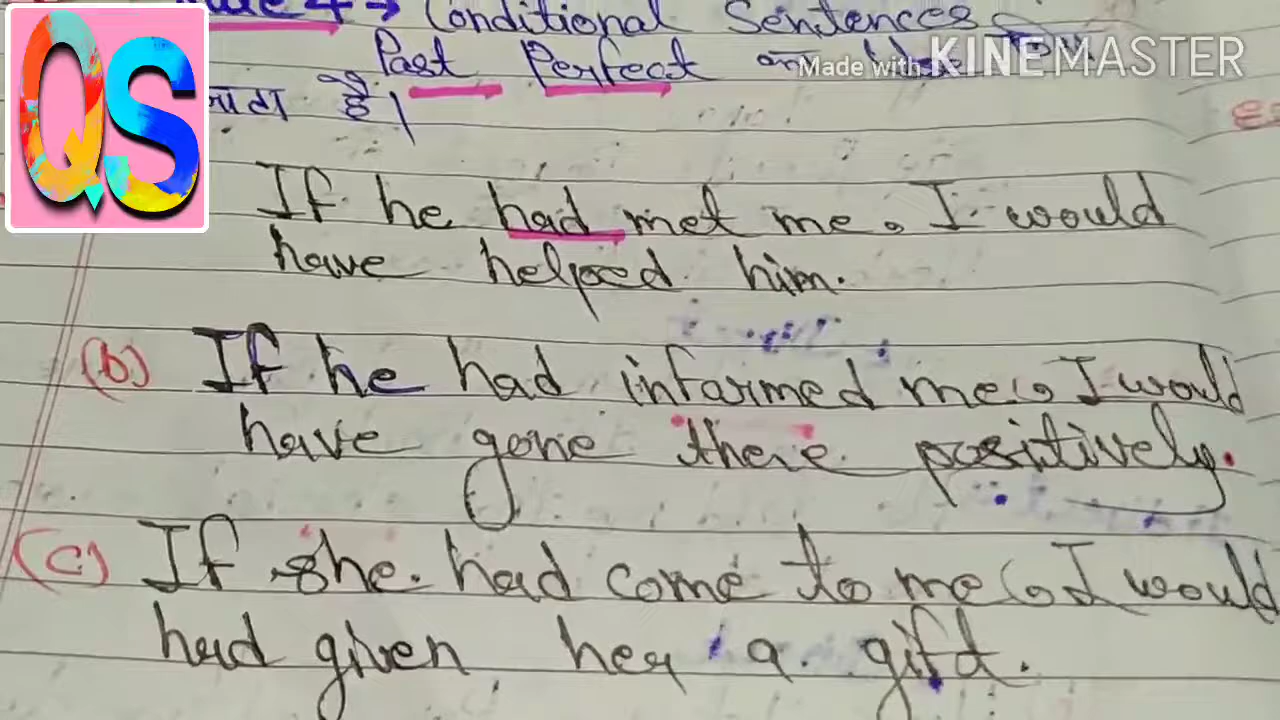 Rule 4 → Conditional Sentences
Past Perfect का
Made with KINEMASTER
जाता है।
QS
If he had met me, I would
have helped him.
(b) If he had informed me, I would
have gone there positively.
(c) If she had come to me, I would
had given her a gift.